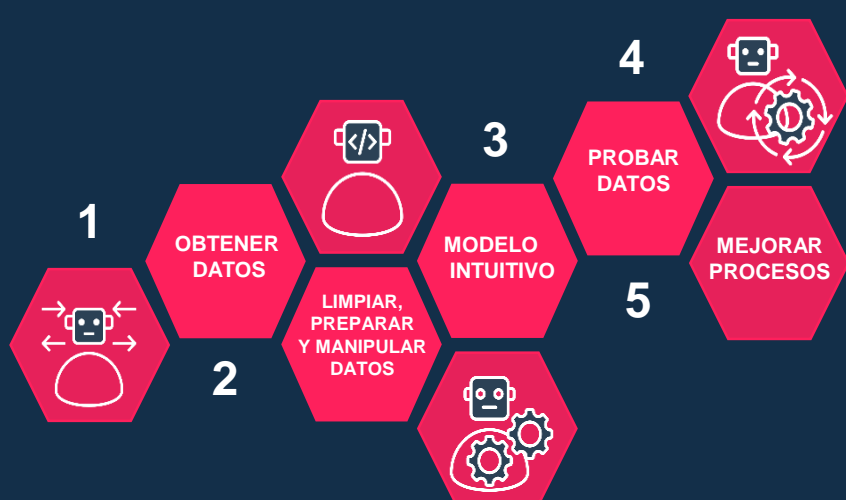 1
OBTENER
DATOS
2
</>
LIMPIAR,
PREPARAR
Y MANIPULAR
DATOS
3
MODELO
INTUITIVO
4
PROBAR
DATOS
5
MEJORAR
PROCESOS